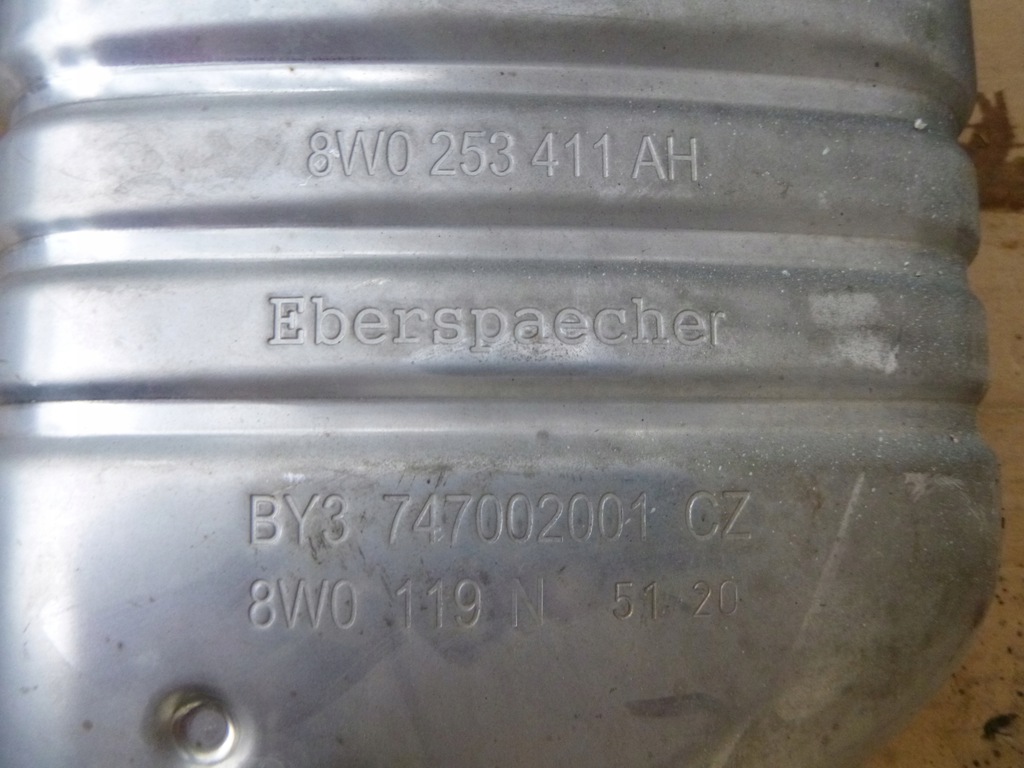 8W0 253 411 AH
Eberspaecher
BY3 747002001 CZ
8W0 119 N 51 20